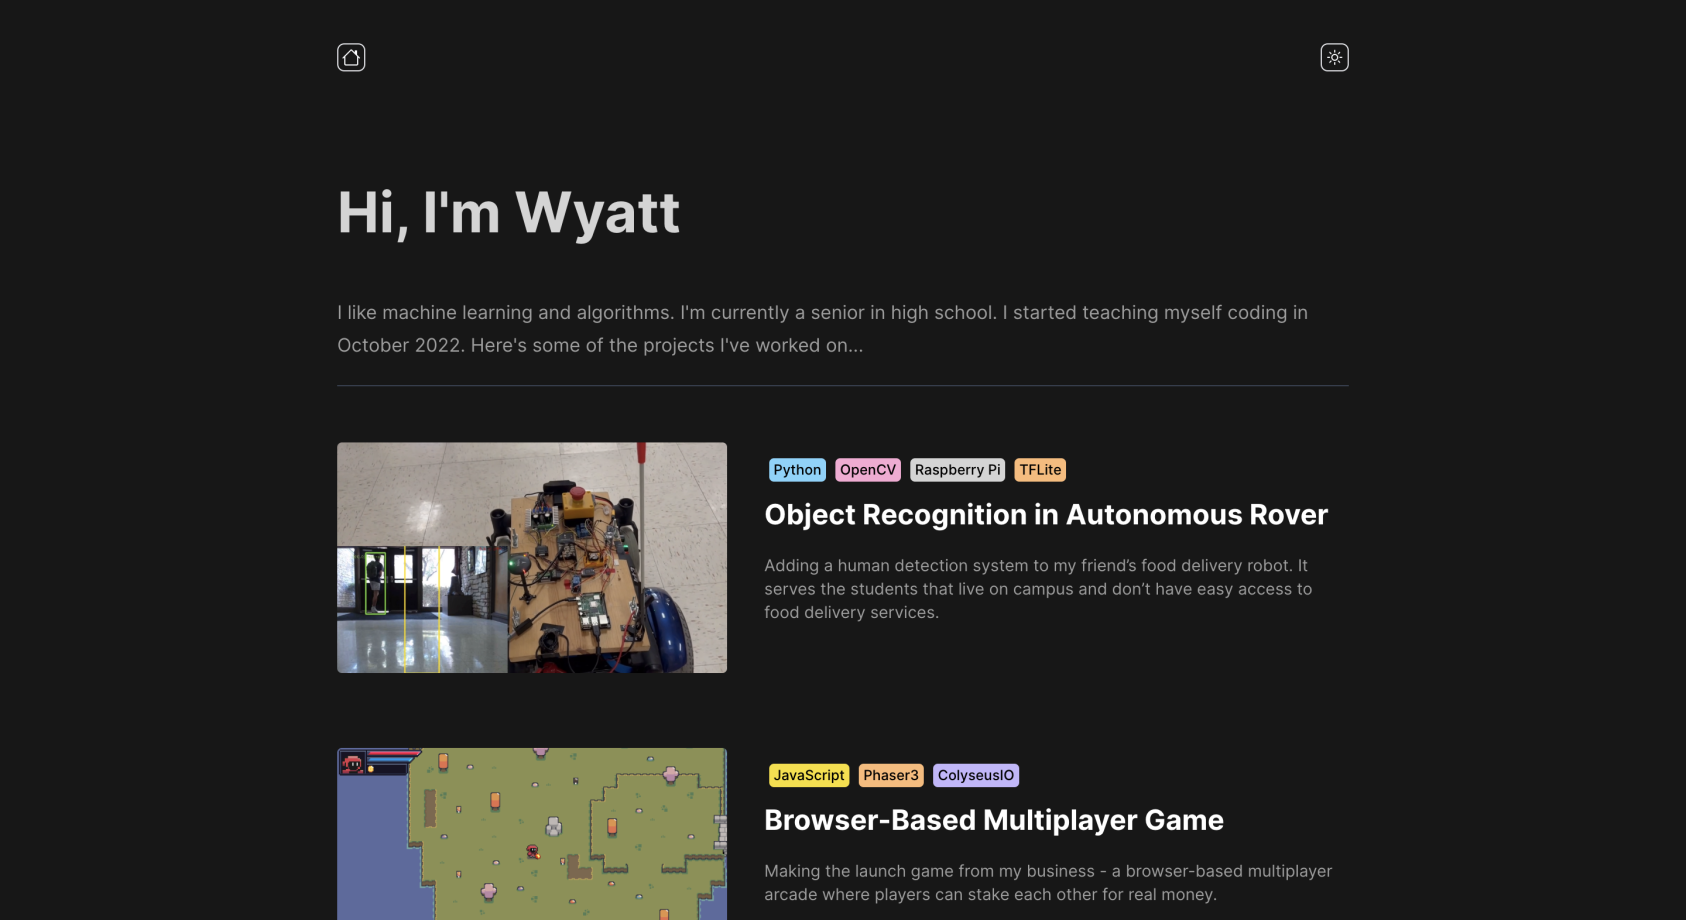 Hi, I'm Wyatt
I like machine learning and algorithms. I'm currently a senior in high school. I started teaching myself coding in
October 2022. Here's some of the projects I've worked on...
Python OpenCV Raspberry Pi TFLite
Object Recognition in Autonomous Rover
Adding a human detection system to my friend’s food delivery robot. It
serves the students that live on campus and don’t have easy access to
food delivery services.
JavaScript Phaser3 ColyseusIO
Browser-Based Multiplayer Game
Making the launch game from my business - a browser-based multiplayer
arcade where players can stake each other for real money.